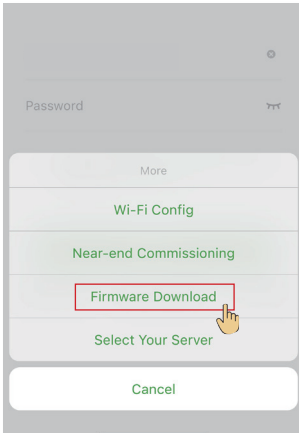 Password
More
Wi-Fi Config
Near-end Commissioning
Firmware Download
Select Your Server
Cancel